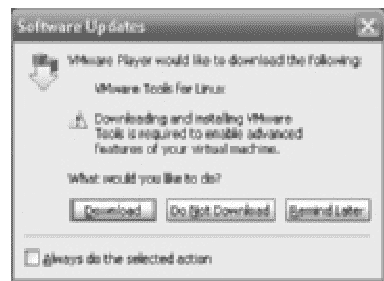 Software Updates
VMware Player would like to download the following:
VMware Tools for Linux
Downloading and installing VMware
Tools is required to enable advanced
features of your virtual machine.
What would you like to do?
Download Do Not Download Remind Later
Always do the selected action